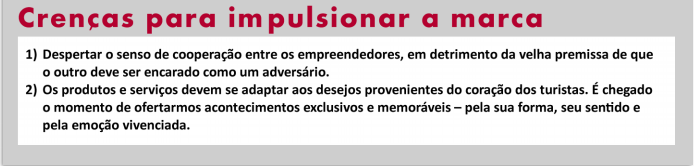 Crenças para impulsionar a marca
1) Despertar o senso de cooperação entre os empreendedores, em detrimento da velha premissa de que
o outro deve ser encarado como um adversário.
2) Os produtos e serviços devem se adaptar aos desejos provenientes do coração dos turistas. É chegado
o momento de ofertarmos acontecimentos exclusivos e memoráveis – pela sua forma, seu sentido e
pela emoção vivenciada.